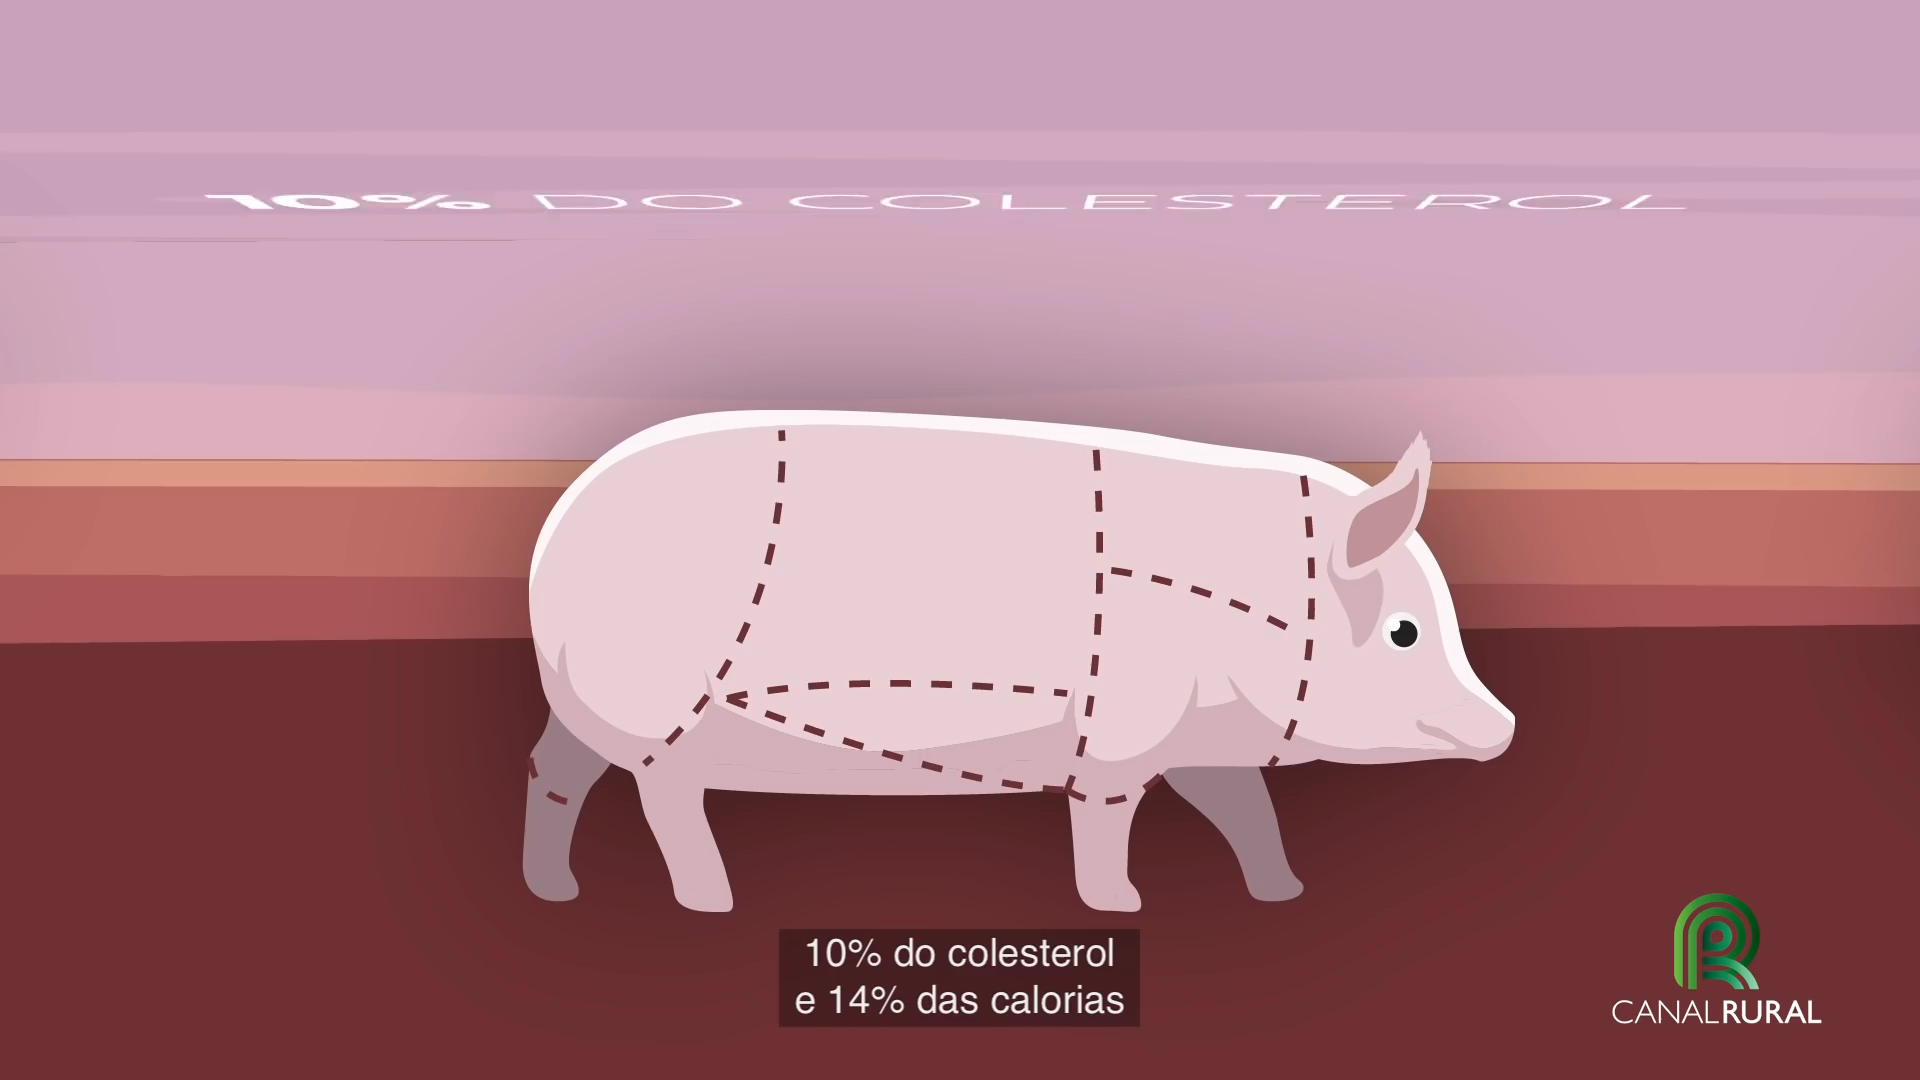 10% DO COLESTEROL
10% do colesterol
e 14% das calorias
CANALRURAL